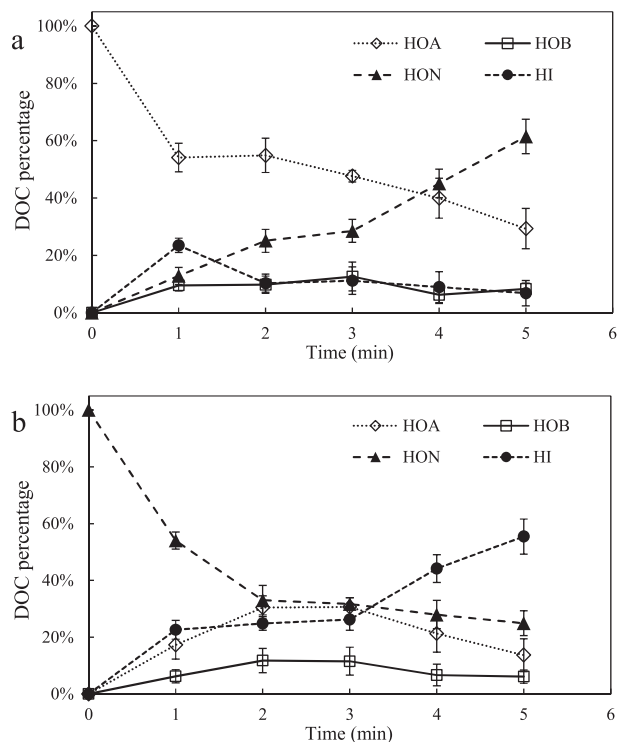 a
100%
80%
60%
40%
20%
0%
DOC percentage
HOA HOB
HON HI
0 1 2 3 4 5 6
Time (min)
b
100%
80%
60%
40%
20%
0%
DOC percentage
HOA HOB
HON HI
0 1 2 3 4 5 6
Time (min)